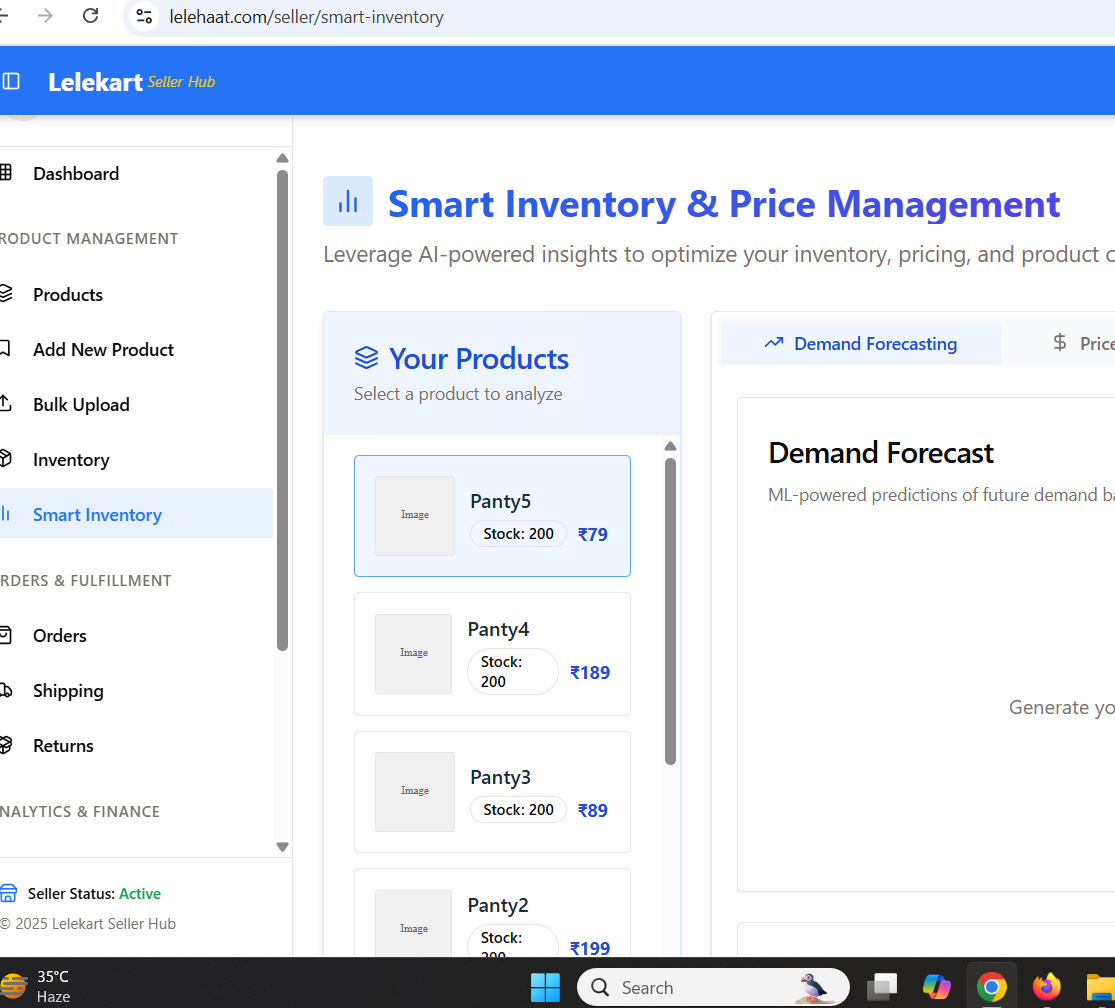 lelehaat.com/seller/smart-inventory
Lelekart Seller Hub
Dashboard
RODUCT MANAGEMENT
Products
Add New Product
Bulk Upload
Inventory
Smart Inventory
RDERS & FULFILLMENT
Orders
Shipping
Returns
NALYTICS & FINANCE
Seller Status: Active
© 2025 Lelekart Seller Hub
Smart Inventory & Price Management
Leverage AI-powered insights to optimize your inventory, pricing, and product c
Your Products
Select a product to analyze
Image
Panty5
Stock: 200
₹79
Image
Panty4
Stock:
200
₹189
Image
Panty3
Stock: 200
₹89
Image
Panty2
Stock:
200
₹199
Demand Forecasting
$ Price
Demand Forecast
ML-powered predictions of future demand ba
Generate yo
35°C
Haze
Search